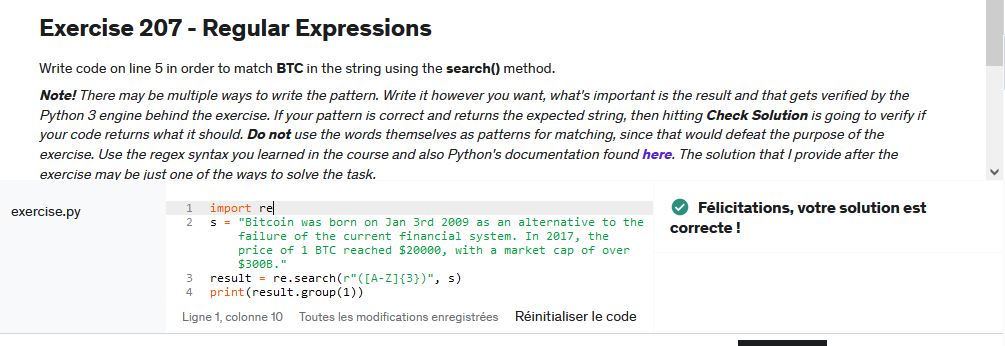 Exercise 207 - Regular Expressions
Write code on line 5 in order to match BTC in the string using the search() method.
Note! There may be multiple ways to write the pattern. Write it however you want, what's important is the result and that gets verified by the
Python 3 engine behind the exercise. If your pattern is correct and returns the expected string, then hitting Check Solution is going to verify if
your code returns what it should. Do not use the words themselves as patterns for matching, since that would defeat the purpose of the
exercise. Use the regex syntax you learned in the course and also Python's documentation found here. The solution that I provide after the
exercise may be just one of the ways to solve the task.
exercise.py
1 import re
2 s = "Bitcoin was born on Jan 3rd 2009 as an alternative to the
failure of the current financial system. In 2017, the
price of 1 BTC reached $20000, with a market cap of over
$300B."
3 result = re.search(r"([A-Z]{3})", s)
4 print(result.group(1))
Ligne 1, colonne 10 Toutes les modifications enregistrées Réinitialiser le code
Félicitations, votre solution est
correcte !